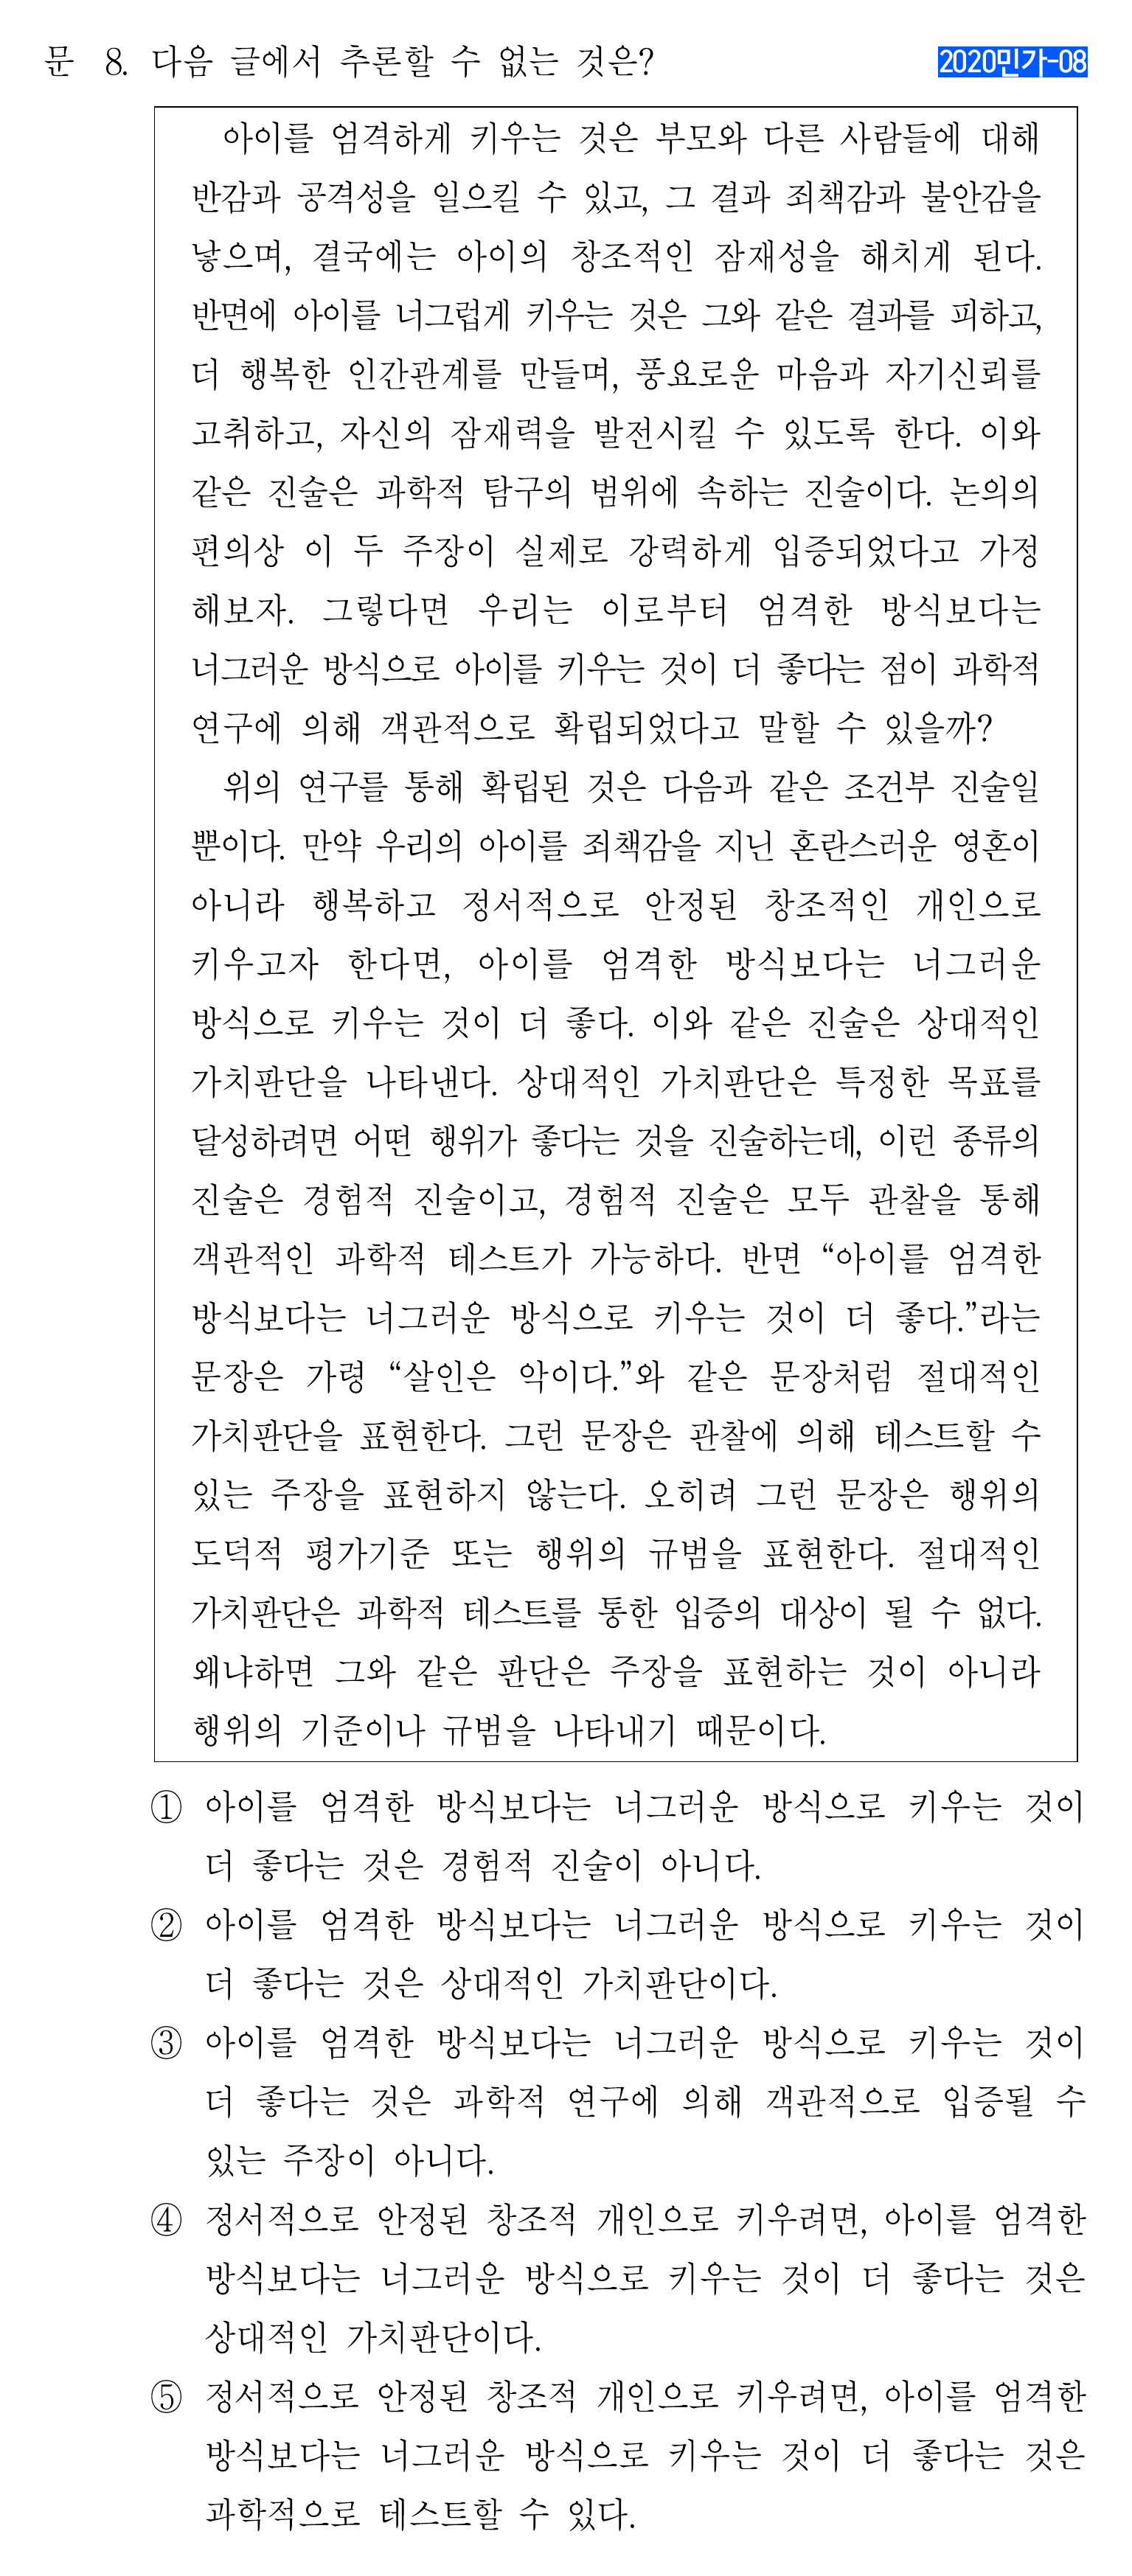 문 8. 다음 글에서 추론할 수 없는 것은?
2020민가-08
아이를 엄격하게 키우는 것은 부모와 다른 사람들에 대해
반감과 공격성을 일으킬 수 있고, 그 결과 죄책감과 불안감을
낳으며, 결국에는 아이의 창조적인 잠재성을 해치게 된다.
반면에 아이를 너그럽게 키우는 것은 그와 같은 결과를 피하고,
더 행복한 인간관계를 만들며, 풍요로운 마음과 자기신뢰를
고취하고, 자신의 잠재력을 발전시킬 수 있도록 한다. 이와
같은 진술은 과학적 탐구의 범위에 속하는 진술이다. 논의의
편의상 이 두 주장이 실제로 강력하게 입증되었다고 가정
해보자. 그렇다면 우리는 이로부터 엄격한 방식보다는
너그러운 방식으로 아이를 키우는 것이 더 좋다는 점이 과학적
연구에 의해 객관적으로 확립되었다고 말할 수 있을까?
위의 연구를 통해 확립된 것은 다음과 같은 조건부 진술일
뿐이다. 만약 우리의 아이를 죄책감을 지닌 혼란스러운 영혼이
아니라 행복하고 정서적으로 안정된 창조적인 개인으로
키우고자 한다면, 아이를 엄격한 방식보다는 너그러운
방식으로 키우는 것이 더 좋다. 이와 같은 진술은 상대적인
가치판단을 나타낸다. 상대적인 가치판단은 특정한 목표를
달성하려면 어떤 행위가 좋다는 것을 진술하는데, 이런 종류의
진술은 경험적 진술이고, 경험적 진술은 모두 관찰을 통해
객관적인 과학적 테스트가 가능하다. 반면 “아이를 엄격한
방식보다는 너그러운 방식으로 키우는 것이 더 좋다.”라는
문장은 가령 “살인은 악이다.”와 같은 문장처럼 절대적인
가치판단을 표현한다. 그런 문장은 관찰에 의해 테스트할 수
있는 주장을 표현하지 않는다. 오히려 그런 문장은 행위의
도덕적 평가기준 또는 행위의 규범을 표현한다. 절대적인
가치판단은 과학적 테스트를 통한 입증의 대상이 될 수 없다.
왜냐하면 그와 같은 판단은 주장을 표현하는 것이 아니라
행위의 기준이나 규범을 나타내기 때문이다.
① 아이를 엄격한 방식보다는 너그러운 방식으로 키우는 것이
더 좋다는 것은 경험적 진술이 아니다.
② 아이를 엄격한 방식보다는 너그러운 방식으로 키우는 것이
더 좋다는 것은 상대적인 가치판단이다.
③ 아이를 엄격한 방식보다는 너그러운 방식으로 키우는 것이
더 좋다는 것은 과학적 연구에 의해 객관적으로 입증될 수
있는 주장이 아니다.
④ 정서적으로 안정된 창조적 개인으로 키우려면, 아이를 엄격한
방식보다는 너그러운 방식으로 키우는 것이 더 좋다는 것은
상대적인 가치판단이다.
⑤ 정서적으로 안정된 창조적 개인으로 키우려면, 아이를 엄격한
방식보다는 너그러운 방식으로 키우는 것이 더 좋다는 것은
과학적으로 테스트할 수 있다.